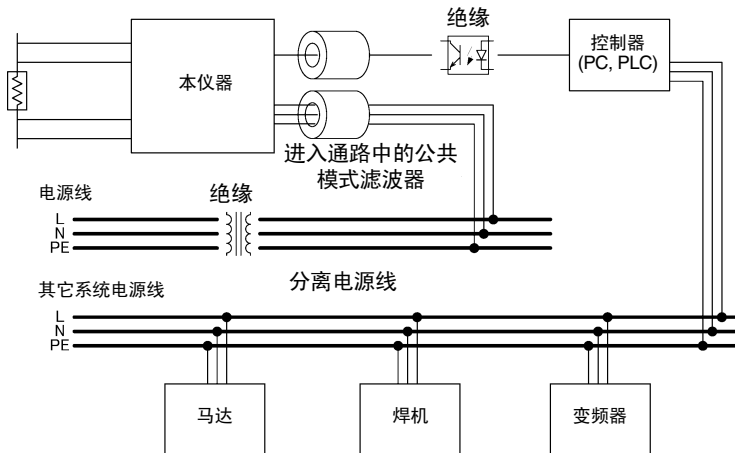 绝缘
本仪器
控制器
(PC, PLC)
进入通路中的公共
模式滤波器
电源线
绝缘
L
N
PE
分离电源线
其它系统电源线
L
N
PE
马达
焊机
变频器